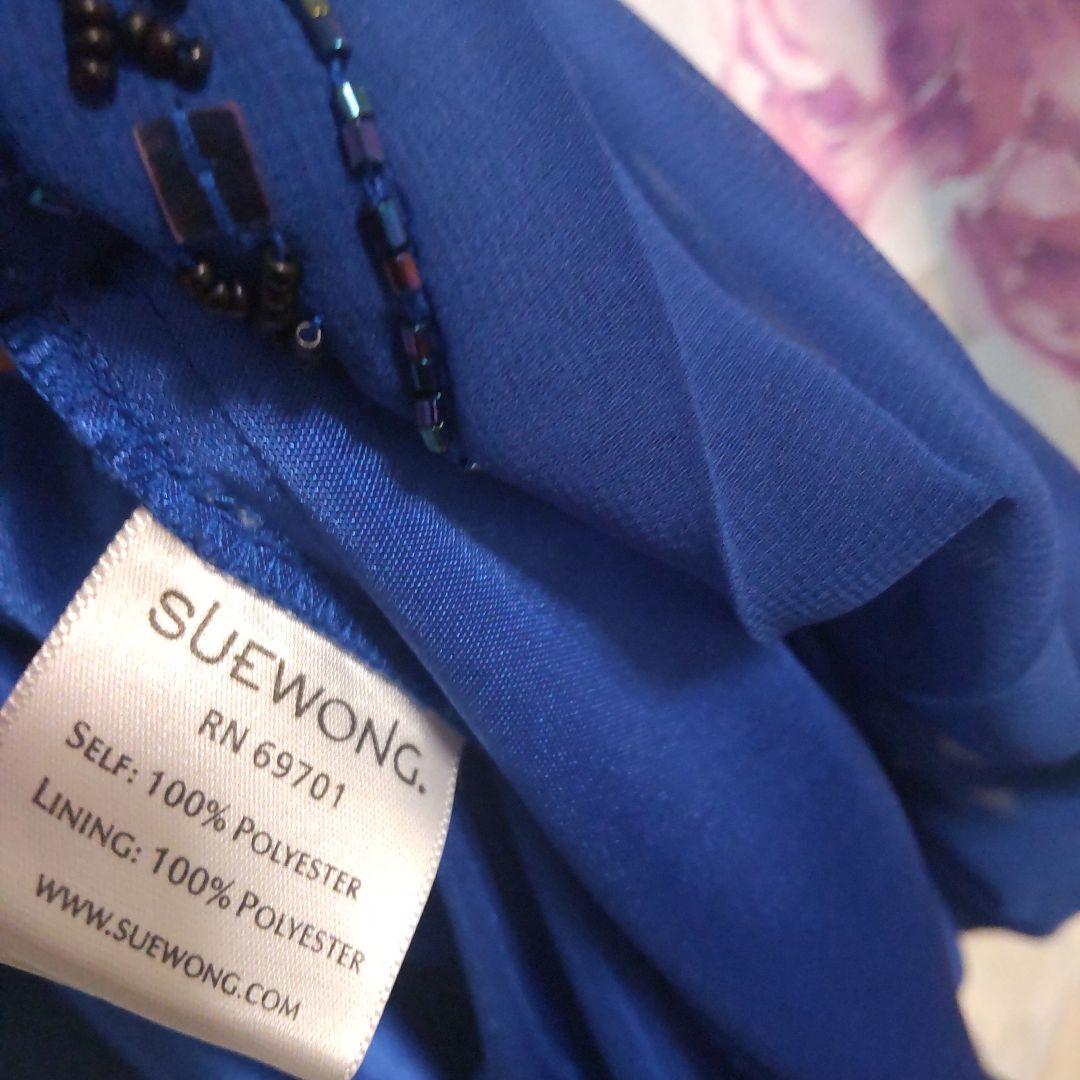 SUEWONG.
RN 69701
SELF: 100% POLYESTER
LINING: 100% POLYESTER
WWW.SUEWONG.COM